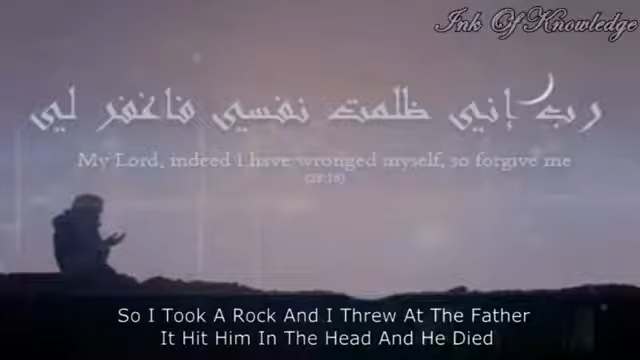 Ink Of Knowledge
رب إني ظلمت نفسي فاغفر لي
My Lord, indeed I have wronged myself, so forgive me
(28:16)
So I Took A Rock And I Threw At The Father
It Hit Him In The Head And He Died